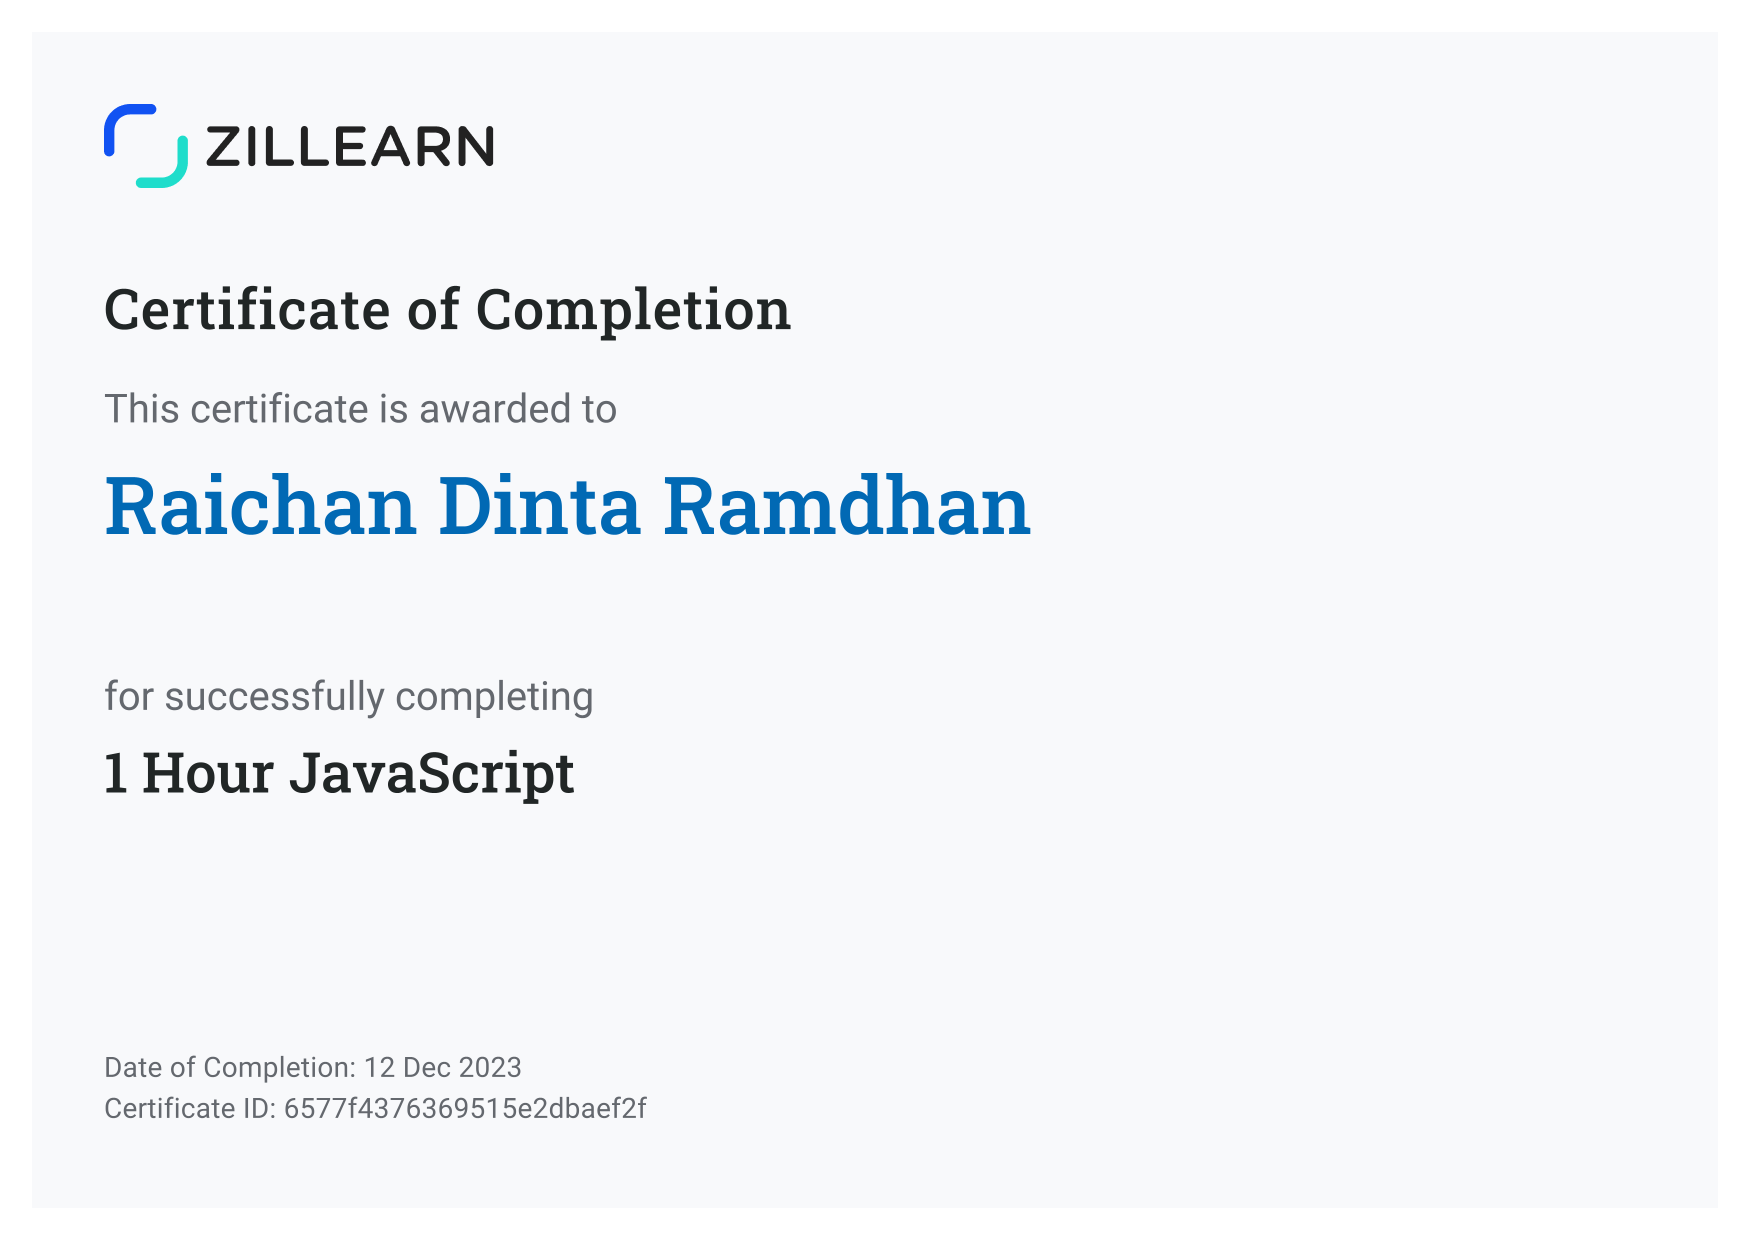 ZILLEARN
Certificate of Completion
This certificate is awarded to
Raichan Dinta Ramdhan
for successfully completing
1 Hour JavaScript
Date of Completion: 12 Dec 2023
Certificate ID: 6577f4376369515e2dbaef2f